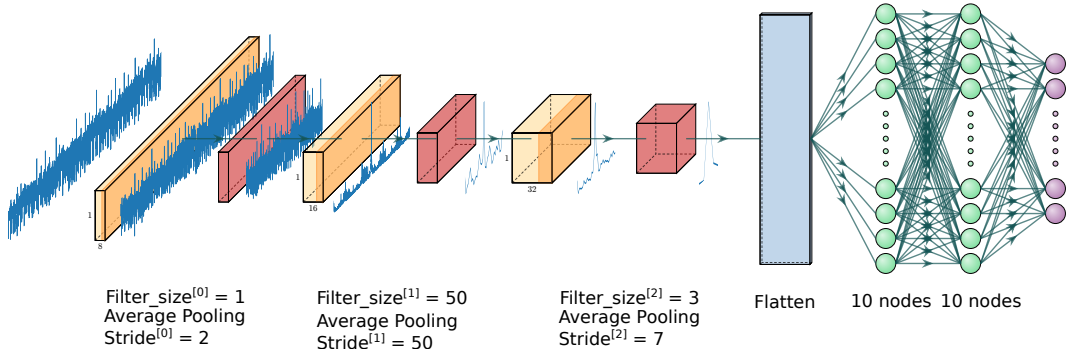 1
8
1
16
1
32
Filter_size[0] = 1
Average Pooling
Stride[0] = 2
Filter_size[1] = 50
Average Pooling
Stride[1] = 50
Filter_size[2] = 3
Average Pooling
Stride[2] = 7
Flatten
10 nodes
10 nodes